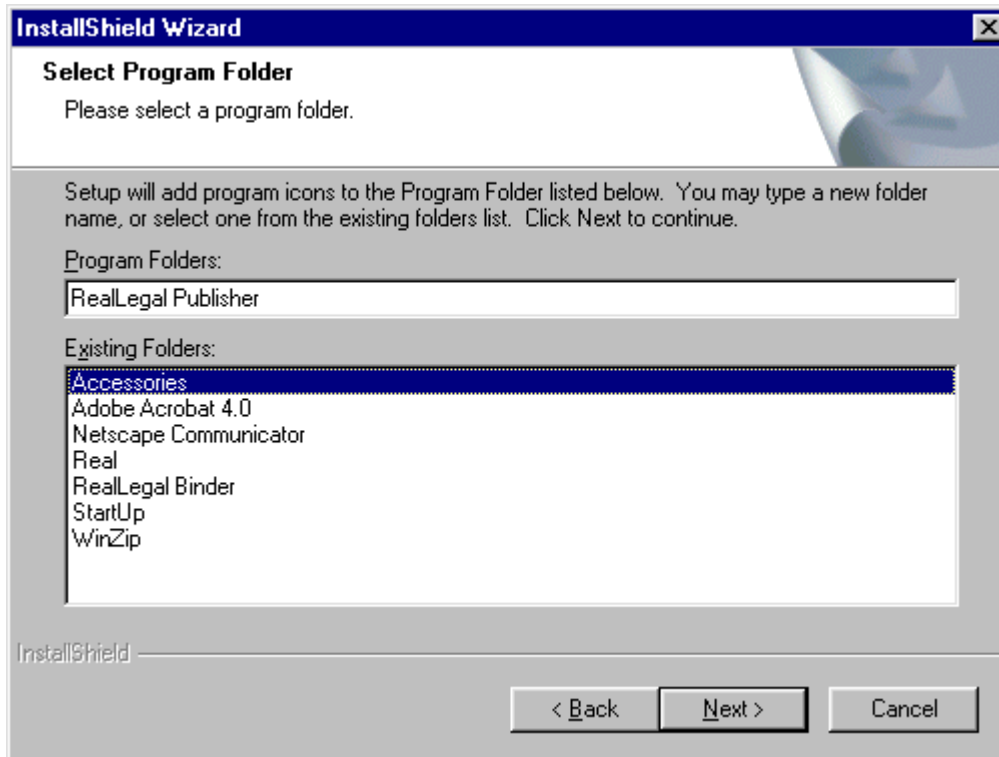 InstallShield Wizard
Select Program Folder
Please select a program folder.
Setup will add program icons to the Program Folder listed below.  You may type a new folder
name, or select one from the existing folders list.  Click Next to continue.
Program Folders:
RealLegal Publisher
Existing Folders:
Accessories
Adobe Acrobat 4.0
Netscape Communicator
Real
RealLegal Binder
StartUp
WinZip
InstallShield
< Back
Next >
Cancel